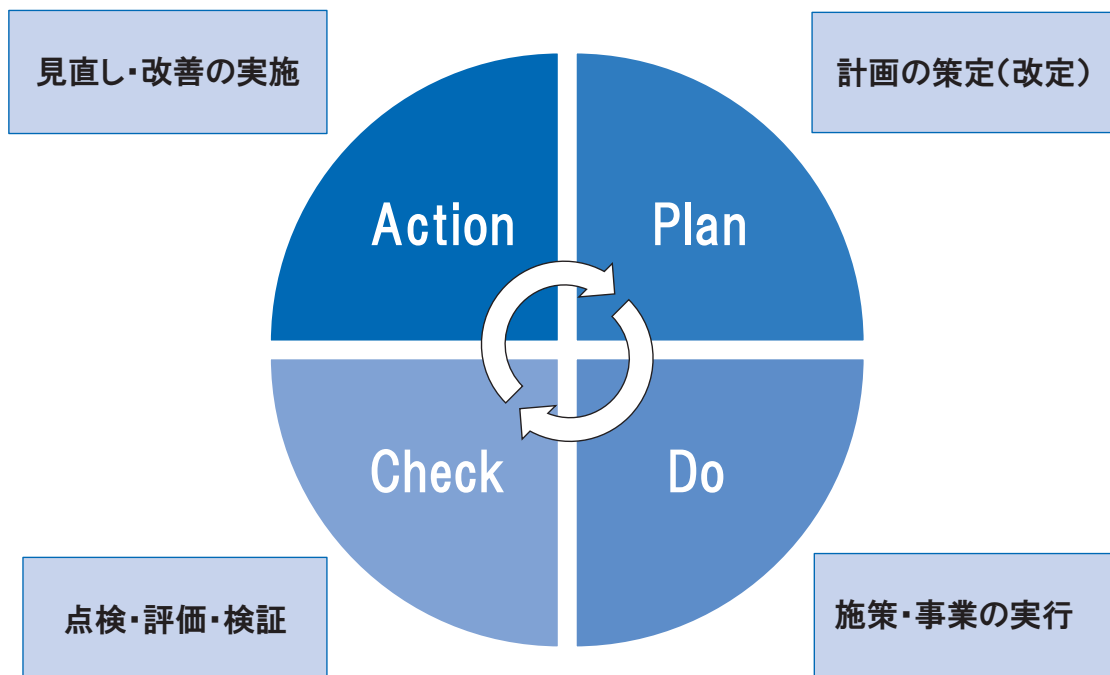 見直し・改善の実施
計画の策定（改定）
Action
Plan
Check
Do
点検・評価・検証
施策・事業の実行